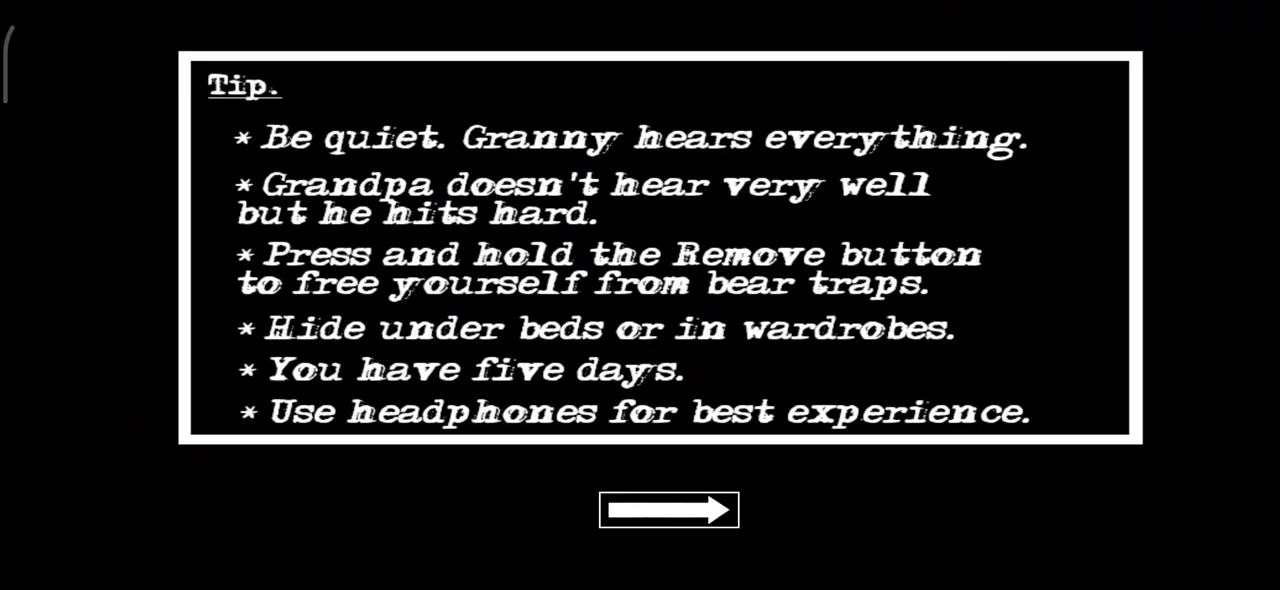 Tip.
* Be quiet. Granny hears everything.
* Grandpa doesn't hear very well
but he hits hard.
* Press and hold the Remove button
to free yourself from bear traps.
* Hide under beds or in wardrobes.
* You have five days.
* Use headphones for best experience.